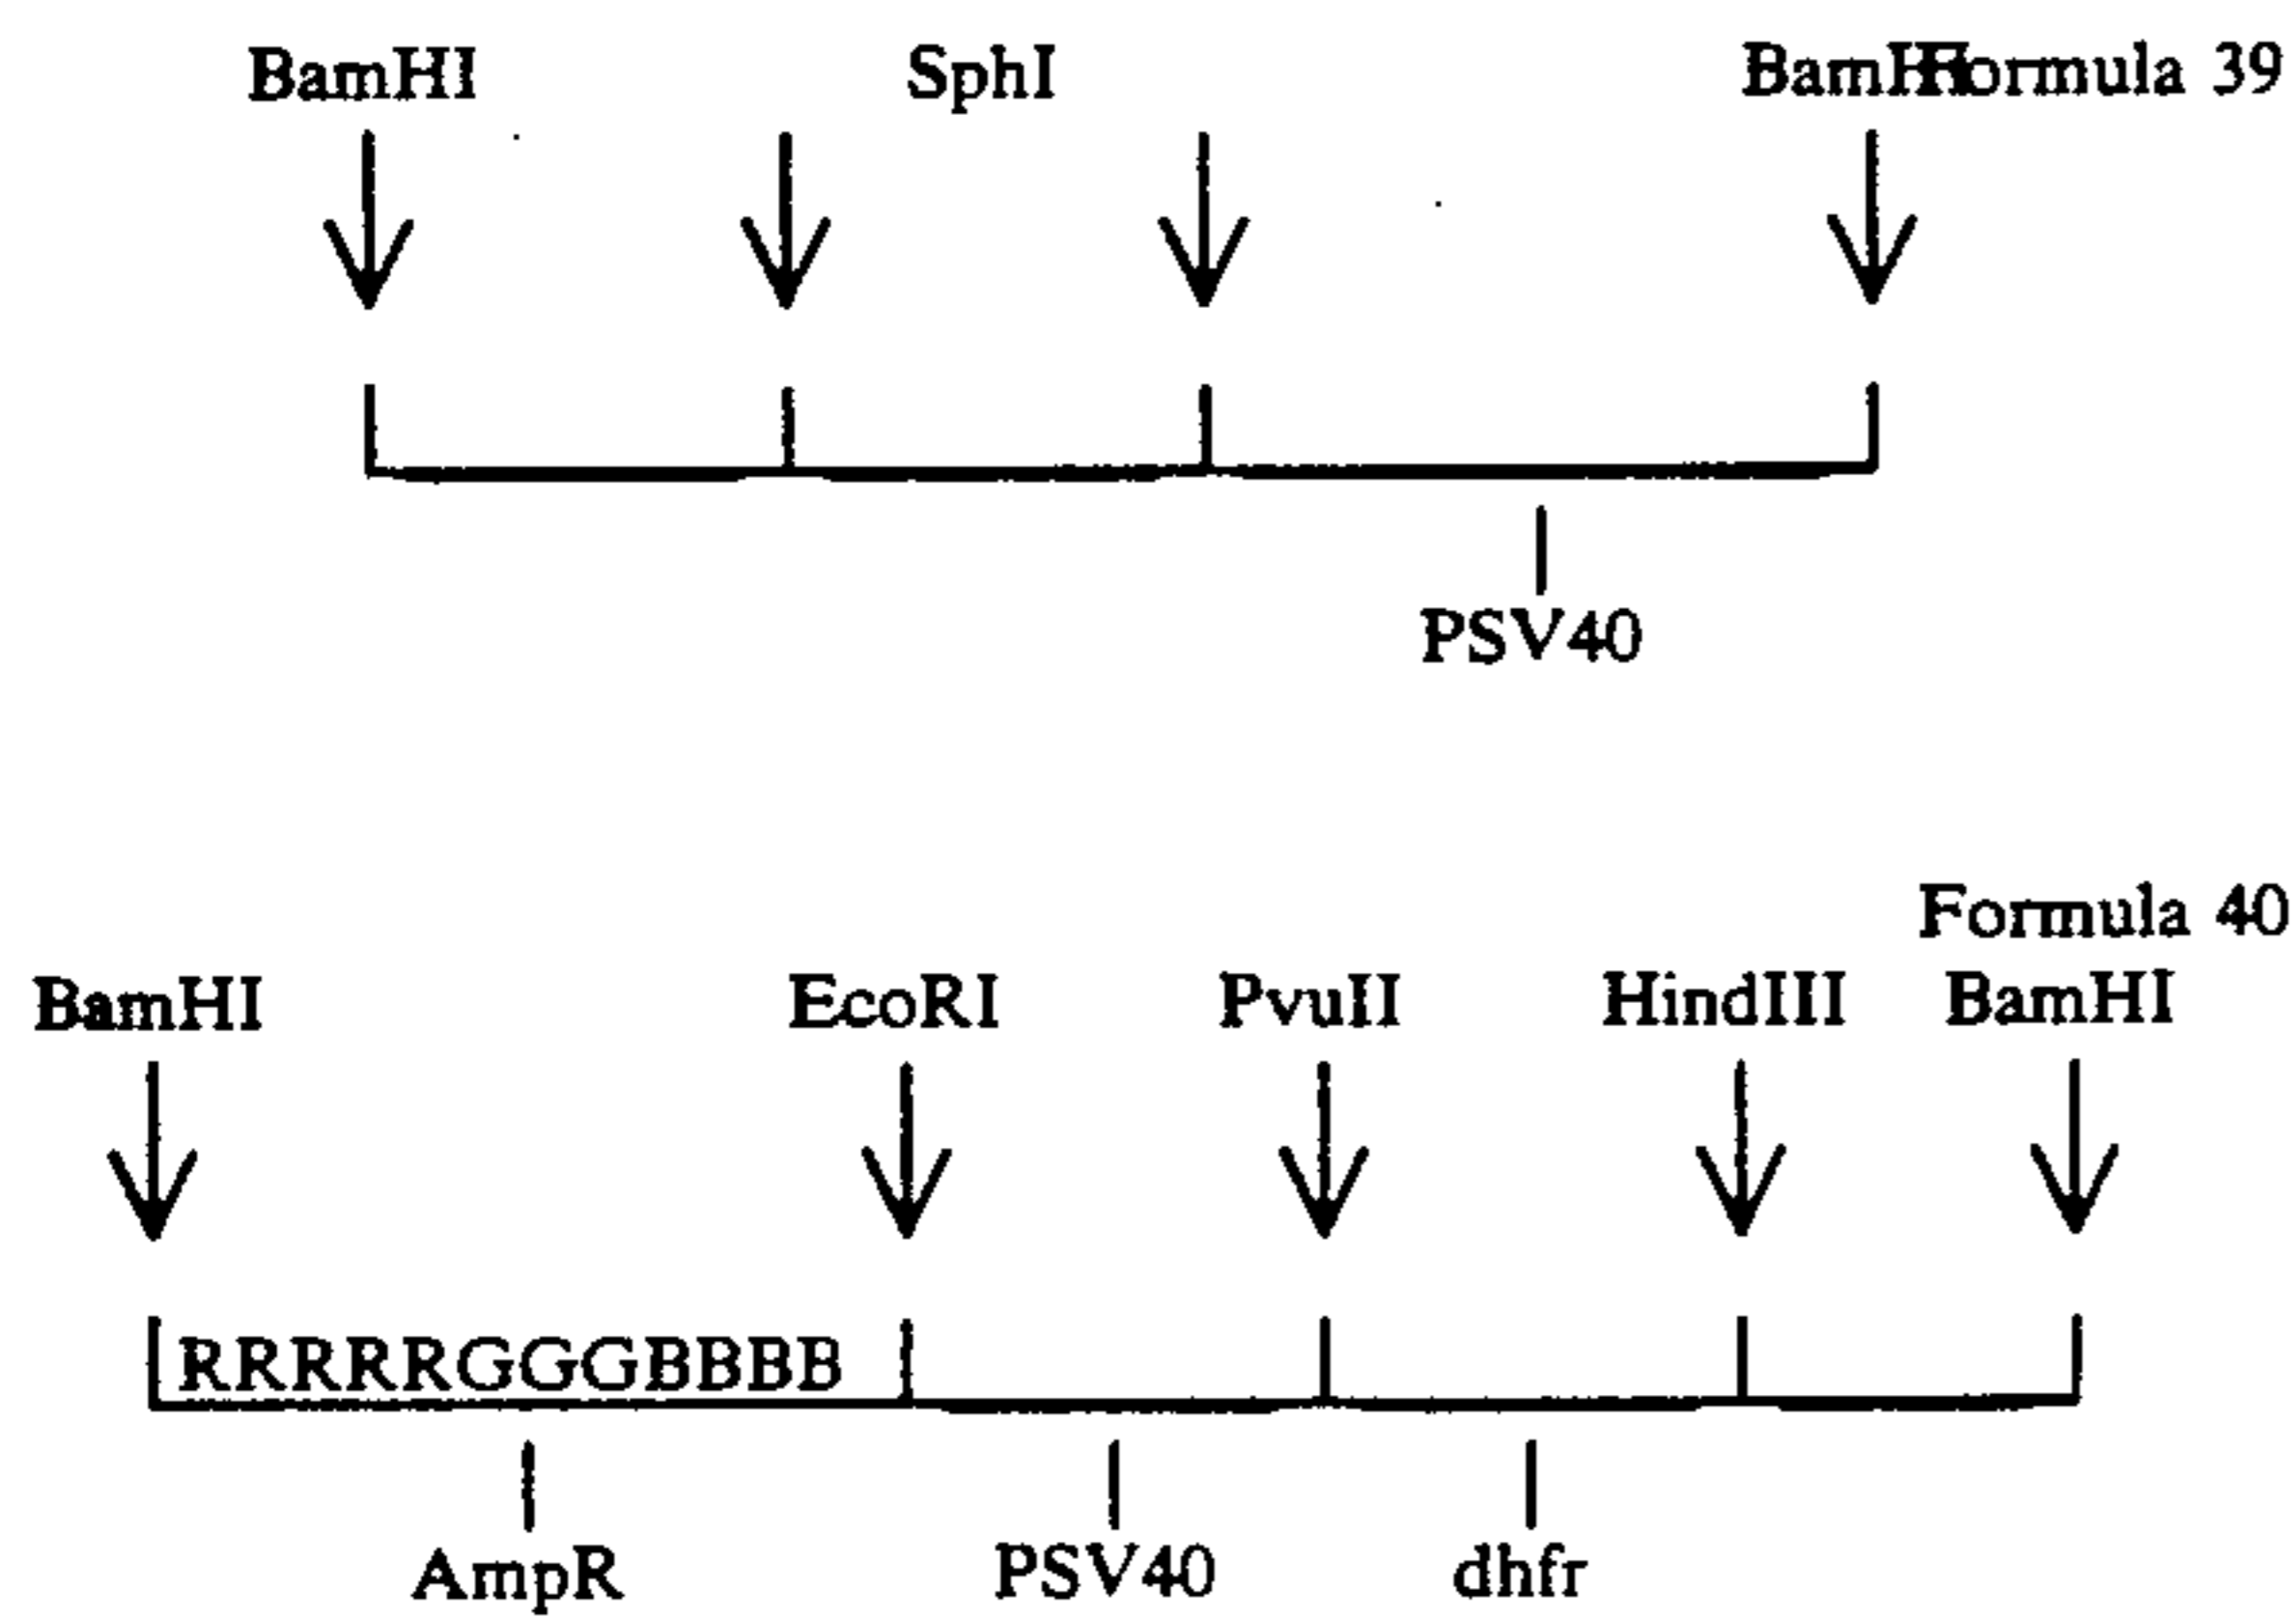 BamHI SphI BamHI Formula 39
PSV40
Formula 40
BamHI EcoRI PvuII HindIII BamHI
RRRRRGGGBBBB
AmpR PSV40 dhfr